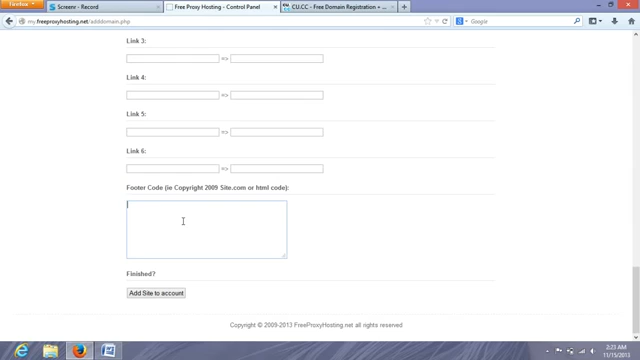 Firefox
Screenr - Record
Free Proxy Hosting - Control Panel
CU.CC - Free Domain Registration + ...
my.freeproxyhosting.net/adddomain.php
Google
Link 3:
=>
Link 4:
=>
Link 5:
=>
Link 6:
=>
Footer Code (ie Copyright 2009 Site.com or html code):
Finished?
Add Site to account
Copyright © 2009-2013 FreeProxyHosting.net all rights reserved
2:23 AM
11/15/2013